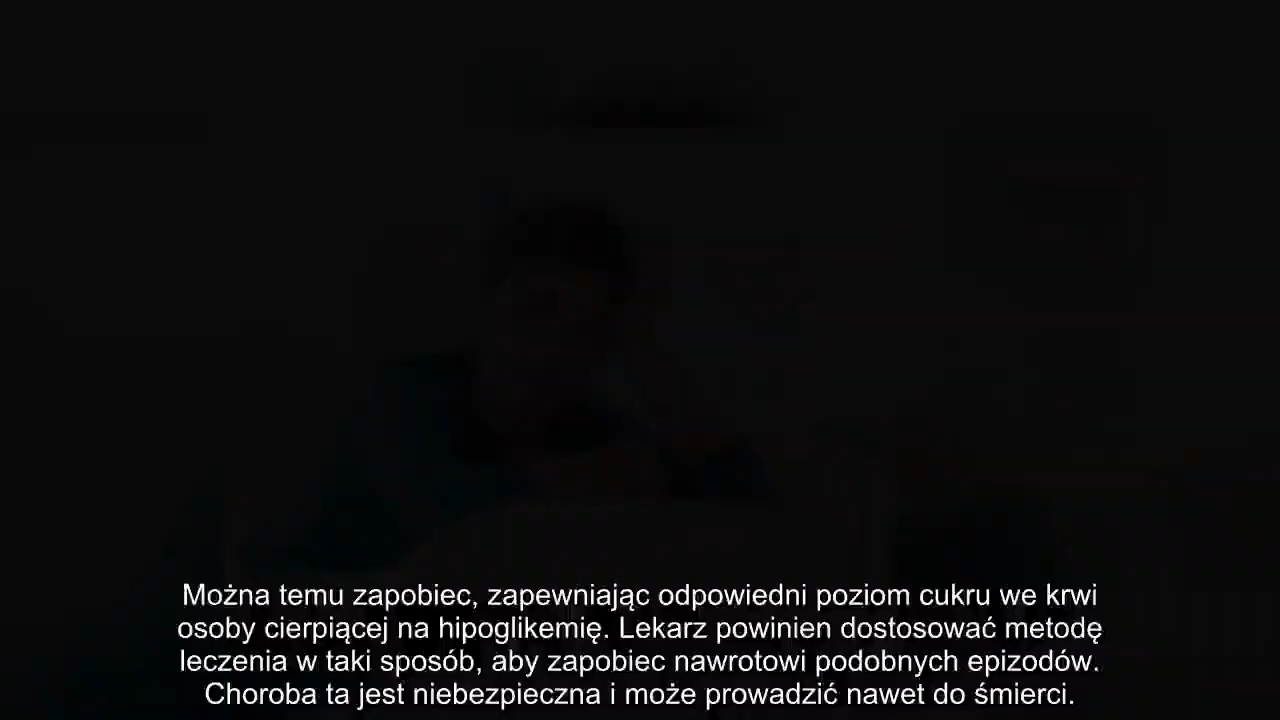 Można temu zapobiec, zapewniając odpowiedni poziom cukru we krwi
osoby cierpiącej na hipoglikemię. Lekarz powinien dostosować metodę
leczenia w taki sposób, aby zapobiec nawrotowi podobnych epizodów.
Choroba ta jest niebezpieczna i może prowadzić nawet do śmierci.